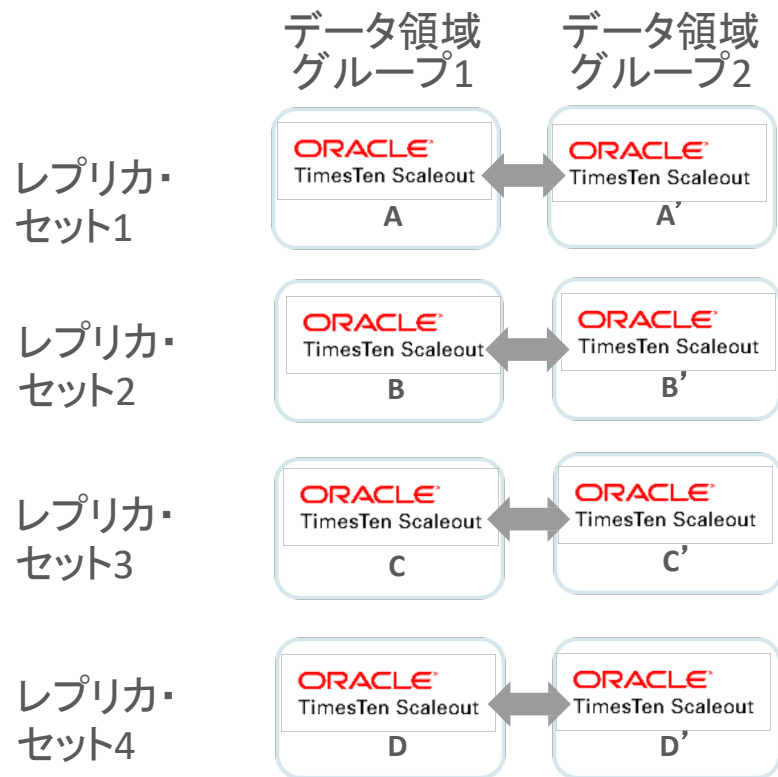 データ領域
グループ1
データ領域
グループ2
レプリカ・
セット1
ORACLE
TimesTen Scaleout
A
ORACLE
TimesTen Scaleout
A’
レプリカ・
セット2
ORACLE
TimesTen Scaleout
B
ORACLE
TimesTen Scaleout
B’
レプリカ・
セット3
ORACLE
TimesTen Scaleout
C
ORACLE
TimesTen Scaleout
C’
レプリカ・
セット4
ORACLE
TimesTen Scaleout
D
ORACLE
TimesTen Scaleout
D’